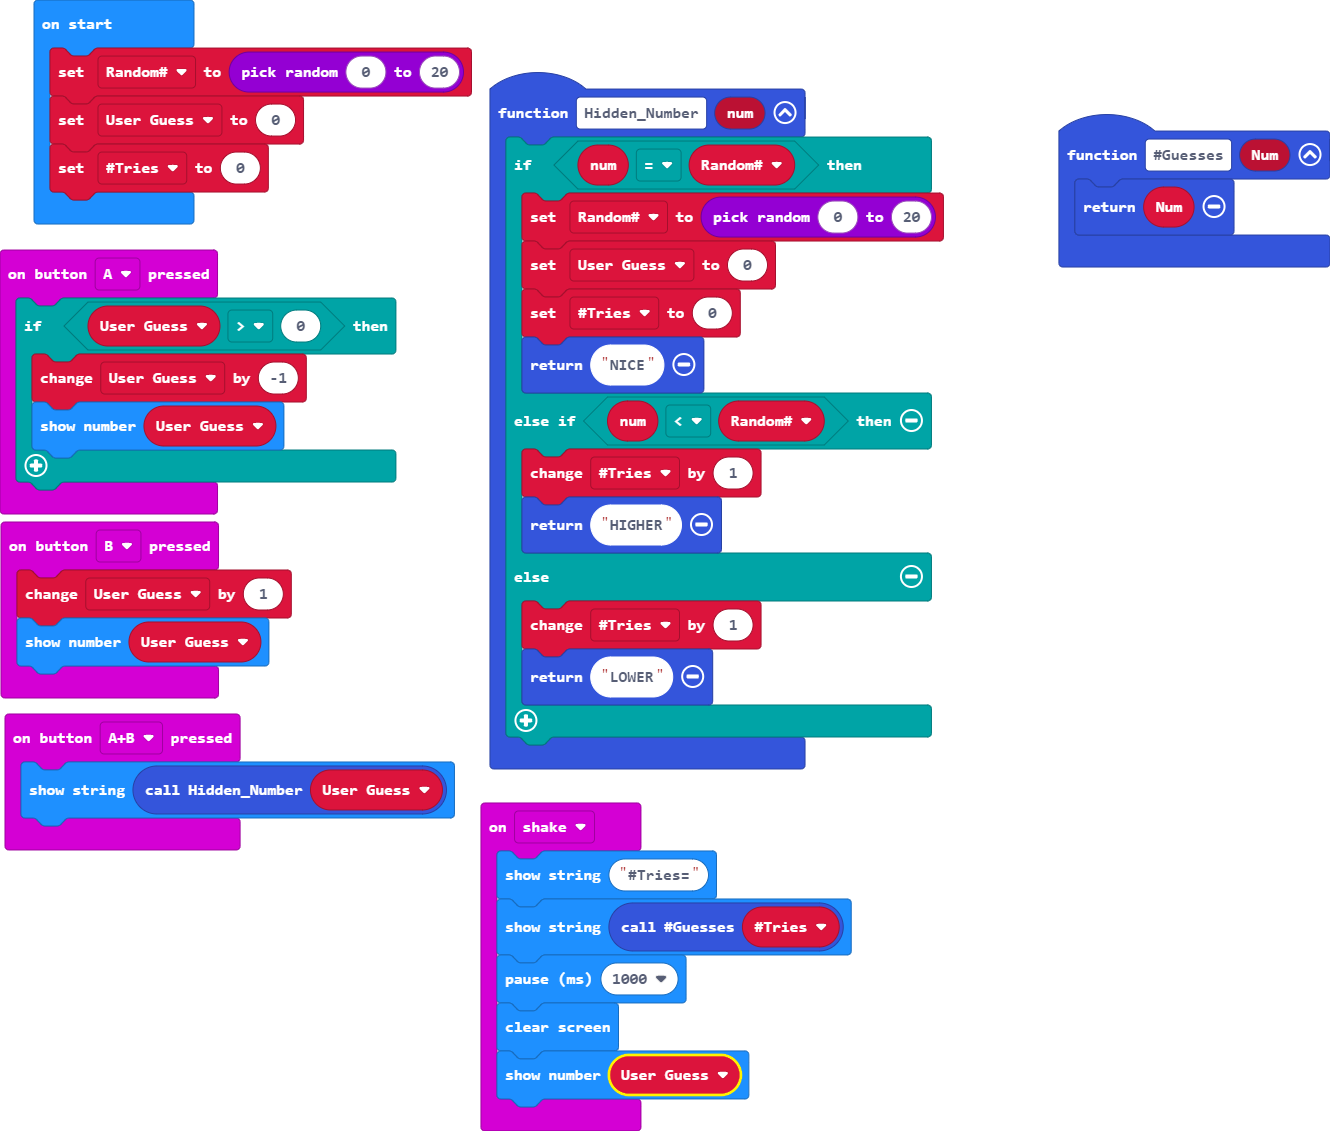 on start
set Random# to pick random 0 to 20
set User Guess to 0
set #Tries to 0
on button A pressed
if User Guess > 0 then
change User Guess by -1
show number User Guess
on button B pressed
change User Guess by 1
show number User Guess
on button A+B pressed
show string call Hidden_Number User Guess
function Hidden_Number num
if num = Random# then
set Random# to pick random 0 to 20
set User Guess to 0
set #Tries to 0
return "NICE"
else if num < Random# then
change #Tries by 1
return "HIGHER"
else
change #Tries by 1
return "LOWER"
on shake
show string "#Tries="
show string call #Guesses #Tries
pause (ms) 1000
clear screen
show number User Guess
function #Guesses Num
return Num